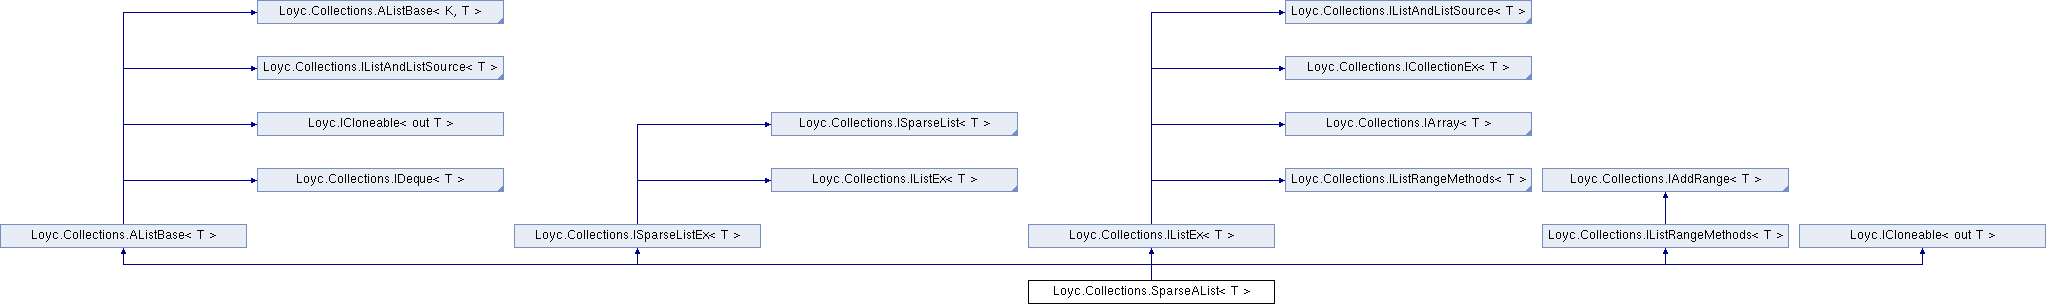 Loyc.Collections.AListBase< K, T >
Loyc.Collections.IListAndListSource< T >
Loyc.Collections.IListAndListSource< T >
Loyc.Collections.ICollectionEx< T >
Loyc.ICloneable< out T >
Loyc.Collections.ISparseList< T >
Loyc.Collections.IArray< T >
Loyc.Collections.IDeque< T >
Loyc.Collections.IListEx< T >
Loyc.Collections.IListRangeMethods< T >
Loyc.Collections.IAddRange< T >
Loyc.Collections.AListBase< T >
Loyc.Collections.ISparseListEx< T >
Loyc.Collections.IListEx< T >
Loyc.Collections.IListRangeMethods< T >
Loyc.ICloneable< out T >
Loyc.Collections.SparseAList< T >